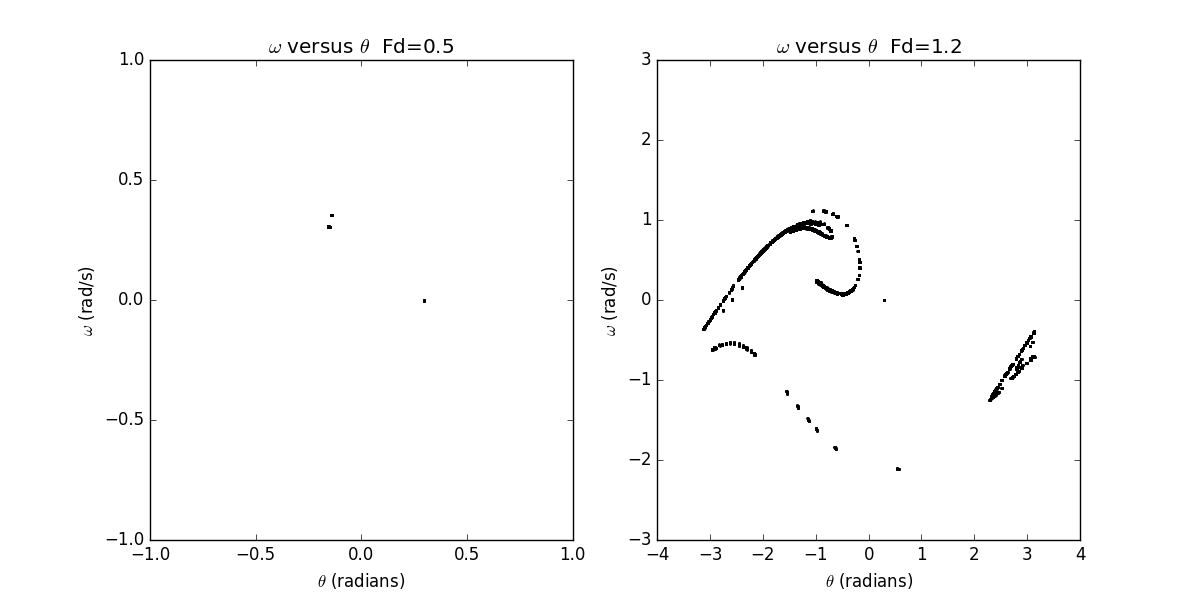 ω versus θ  Fd=0.5
1.0
0.5
0.0
−0.5
−1.0
ω (rad/s)
−1.0 −0.5 0.0 0.5 1.0
θ (radians)
ω versus θ  Fd=1.2
3
2
1
0
−1
−2
−3
ω (rad/s)
−4 −3 −2 −1 0 1 2 3 4
θ (radians)